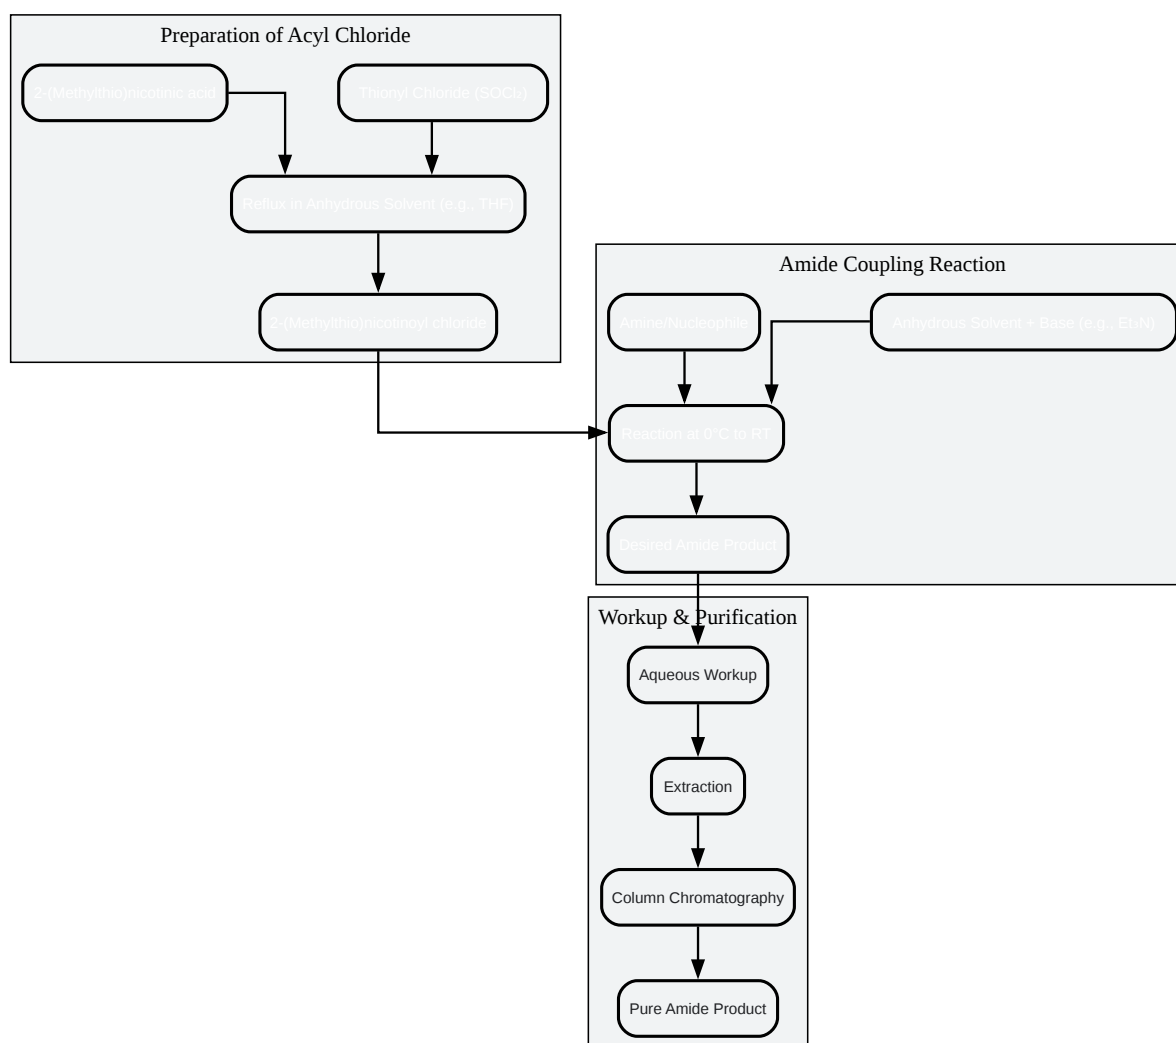 Preparation of Acyl Chloride
2-(Methylthio)nicotinic acid
Thionyl Chloride (SOCl₂)
Reflux in Anhydrous Solvent (e.g., THF)
2-(Methylthio)nicotinoyl chloride
Amide Coupling Reaction
Amine/Nucleophile
Anhydrous Solvent + Base (e.g., Et₃N)
Reaction at 0°C to RT
Desired Amide Product
Workup & Purification
Aqueous Workup
Extraction
Column Chromatography
Pure Amide Product